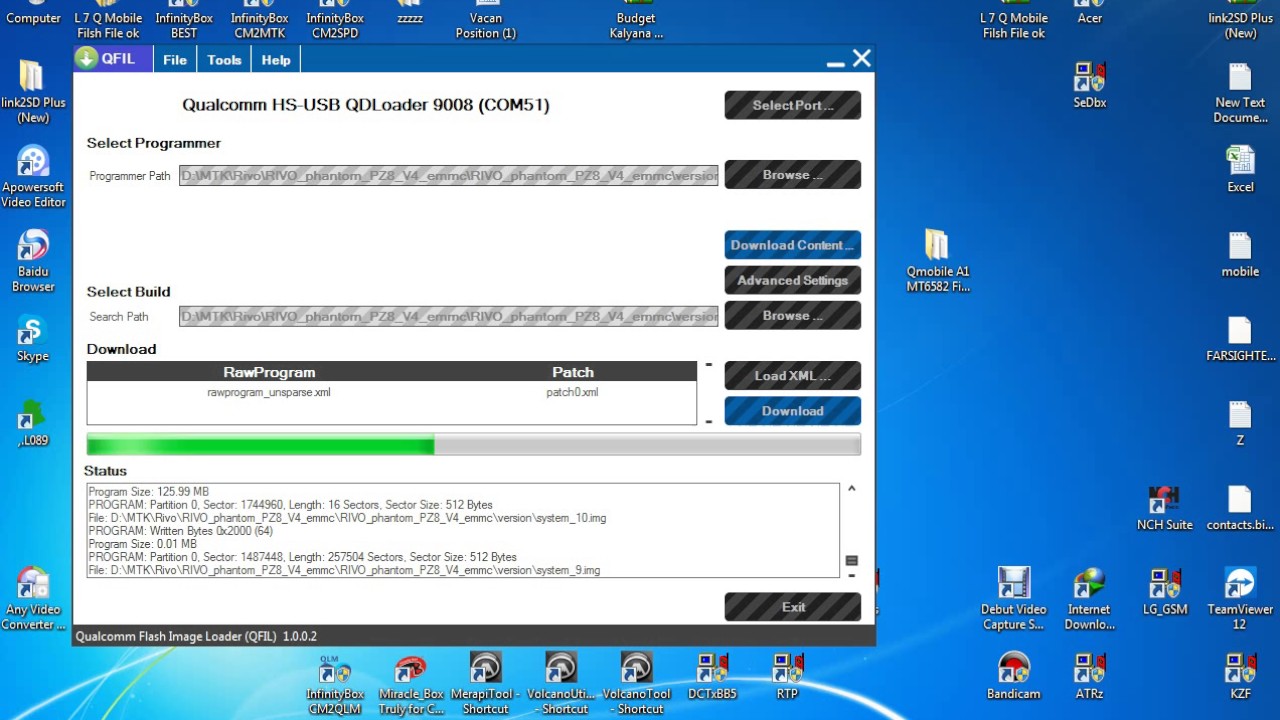 Computer
L 7 Q Mobile
Filsh File ok
InfinityBox
BEST
InfinityBox
CM2MTK
InfinityBox
CM2SPD
zzzzz
Vacan
Position (1)
Budget
Kalyana ...
L 7 Q Mobile
Filsh File ok
Acer
link2SD Plus
(New)
QFIL
File
Tools
Help
Qualcomm HS-USB QDLoader 9008 (COM51)
Select Port ...
Select Programmer
Programmer Path
D:\MTK\Rivo\RIVO_phantom_PZ8_V4_emmc\RIVO_phantom_PZ8_V4_emmc\version
Browse ...
Download Content ...
Advanced Settings
Select Build
Search Path
D:\MTK\Rivo\RIVO_phantom_PZ8_V4_emmc\RIVO_phantom_PZ8_V4_emmc\version
Browse ...
Download
RawProgram
Patch
rawprogram_unsparse.xml
patch0.xml
Load XML ...
Download
Status
Program Size: 125.99 MB
PROGRAM: Partition 0, Sector: 1744960, Length: 16 Sectors, Sector Size: 512 Bytes
File: D:\MTK\Rivo\RIVO_phantom_PZ8_V4_emmc\RIVO_phantom_PZ8_V4_emmc\version\system_10.img
PROGRAM: Written Bytes 0x2000 (64)
Program Size: 0.01 MB
PROGRAM: Partition 0, Sector: 1487448, Length: 257504 Sectors, Sector Size: 512 Bytes
File: D:\MTK\Rivo\RIVO_phantom_PZ8_V4_emmc\RIVO_phantom_PZ8_V4_emmc\version\system_9.img
Exit
Qualcomm Flash Image Loader (QFIL)   1.0.0.2
link2SD Plus
(New)
Apowersoft
Video Editor
Baidu
Browser
Skype
,.L089
Any Video
Converter ...
SeDbx
New Text
Docume...
Excel
Qmobile A1
MT6582 Fi...
mobile
FARSIGHTE...
Z
NCH Suite
contacts.bi...
Debut Video
Capture S...
Internet
Downlo...
LG_GSM
TeamViewer
12
QLM
InfinityBox
CM2QLM
Miracle_Box
Truly for C...
MerapiTool -
Shortcut
VolcanoUti...
- Shortcut
VolcanoTool
- Shortcut
DCTxBB5
RTP
Bandicam
ATRz
KZF